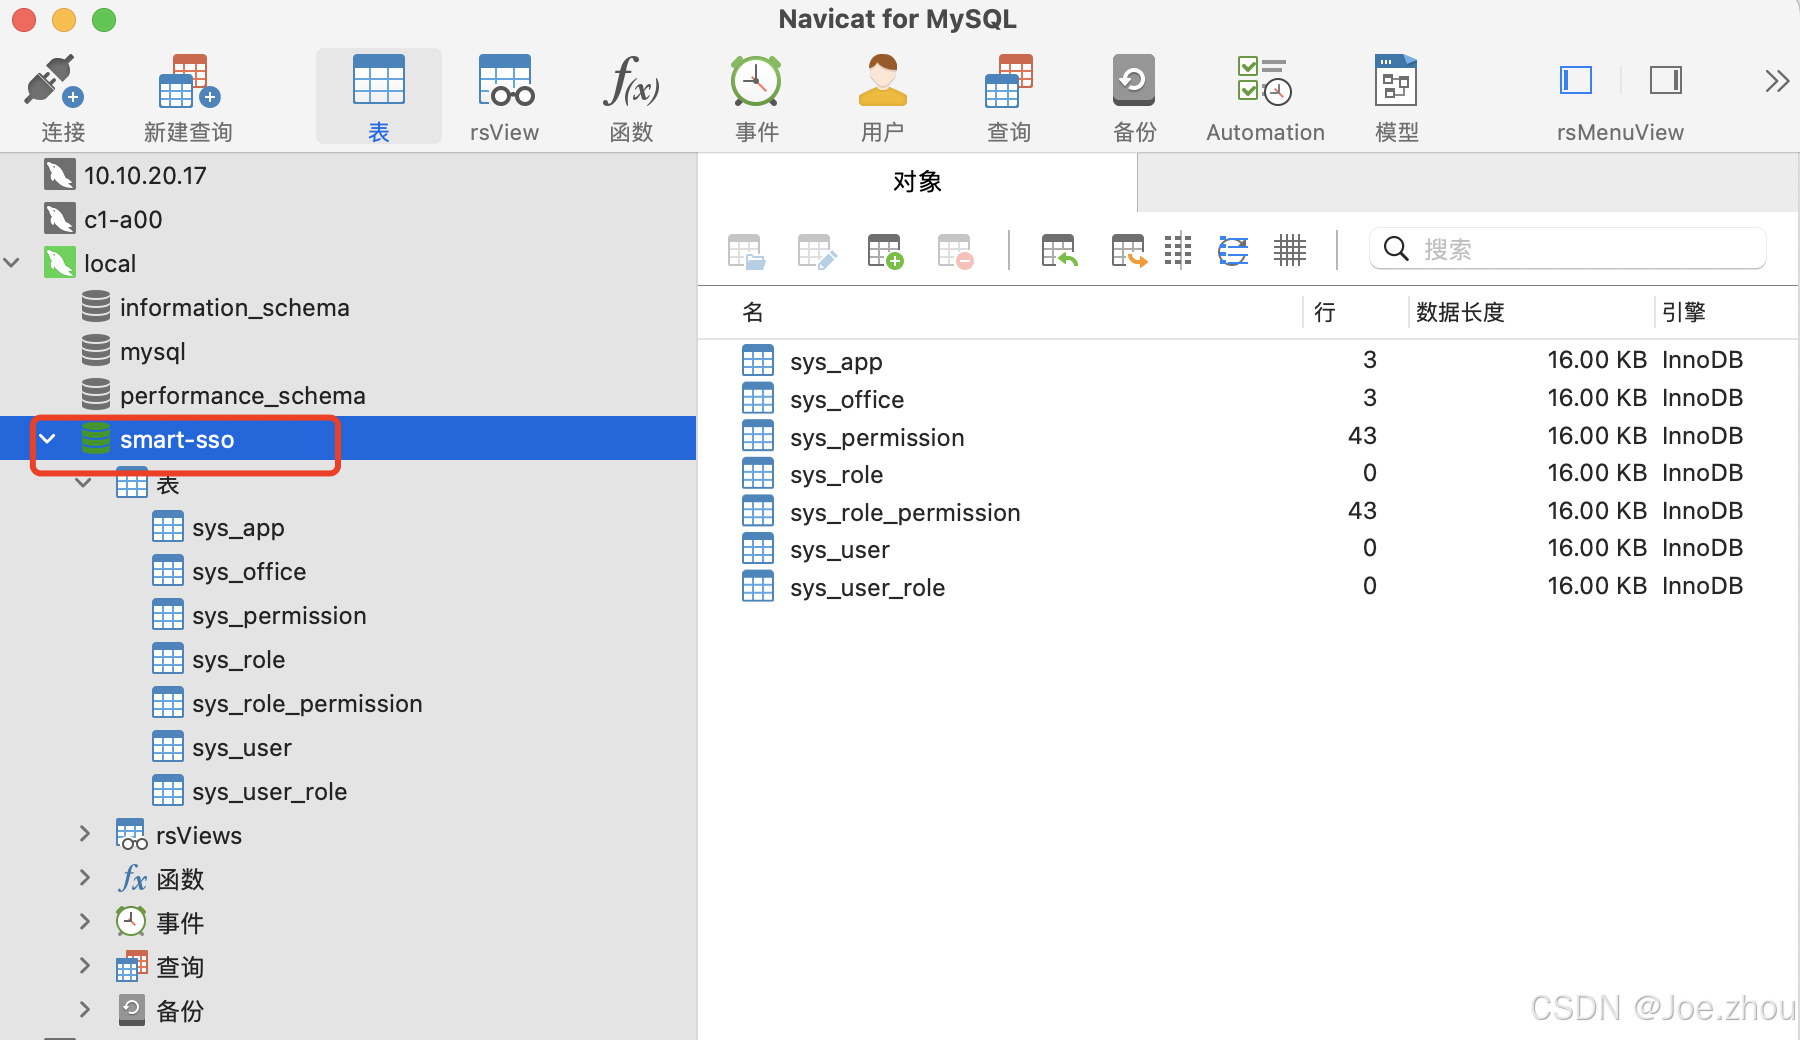 Navicat for MySQL
连接
新建查询
表
rsView
函数
事件
用户
查询
备份
Automation
模型
rsMenuView
10.10.20.17
c1-a00
local
information_schema
mysql
performance_schema
smart-sso
表
sys_app
sys_office
sys_permission
sys_role
sys_role_permission
sys_user
sys_user_role
rsViews
函数
事件
查询
备份
对象
搜索
名 行 数据长度 引擎
sys_app 3 16.00 KB InnoDB
sys_office 3 16.00 KB InnoDB
sys_permission 43 16.00 KB InnoDB
sys_role 0 16.00 KB InnoDB
sys_role_permission 43 16.00 KB InnoDB
sys_user 0 16.00 KB InnoDB
sys_user_role 0 16.00 KB InnoDB
CSDN @Joe.zhou